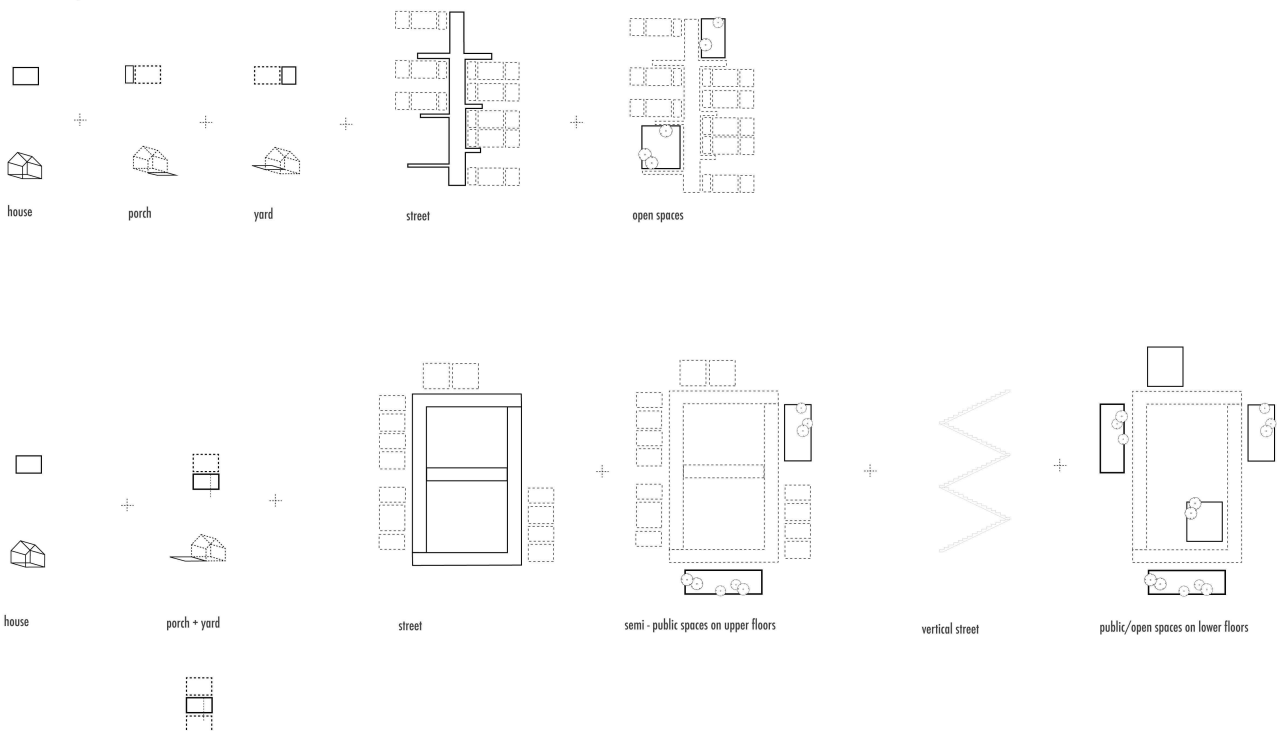 house
porch
yard
street
open spaces
house
porch + yard
street
semi - public spaces on upper floors
vertical street
public/open spaces on lower floors